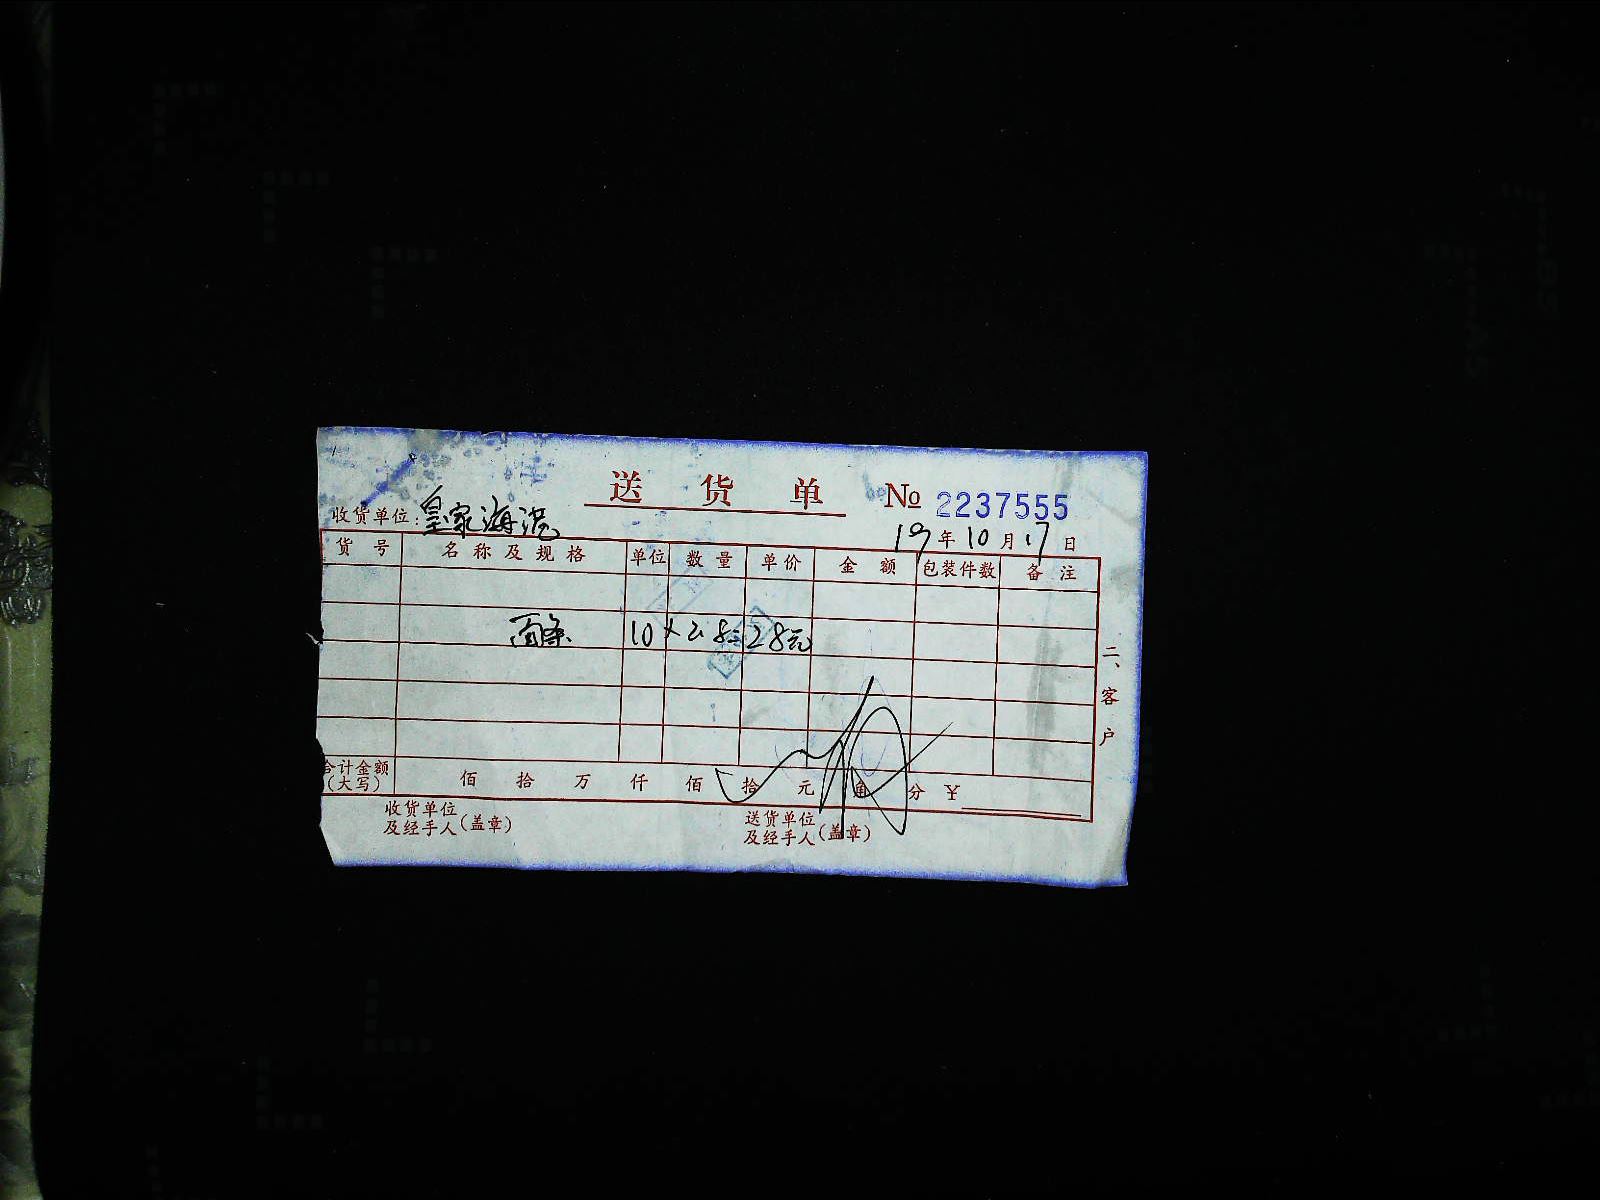 送货单 № 2237555
收货单位:皇家海港 19年10月17日
货号 名称及规格 单位 数量 单价 金额 包装件数 备注
面条 10×2.8=28元
二、客户
合计金额(大写) 佰 拾 万 仟 佰 拾 元 角 分 ¥
收货单位及经手人(盖章) 送货单位及经手人(盖章)